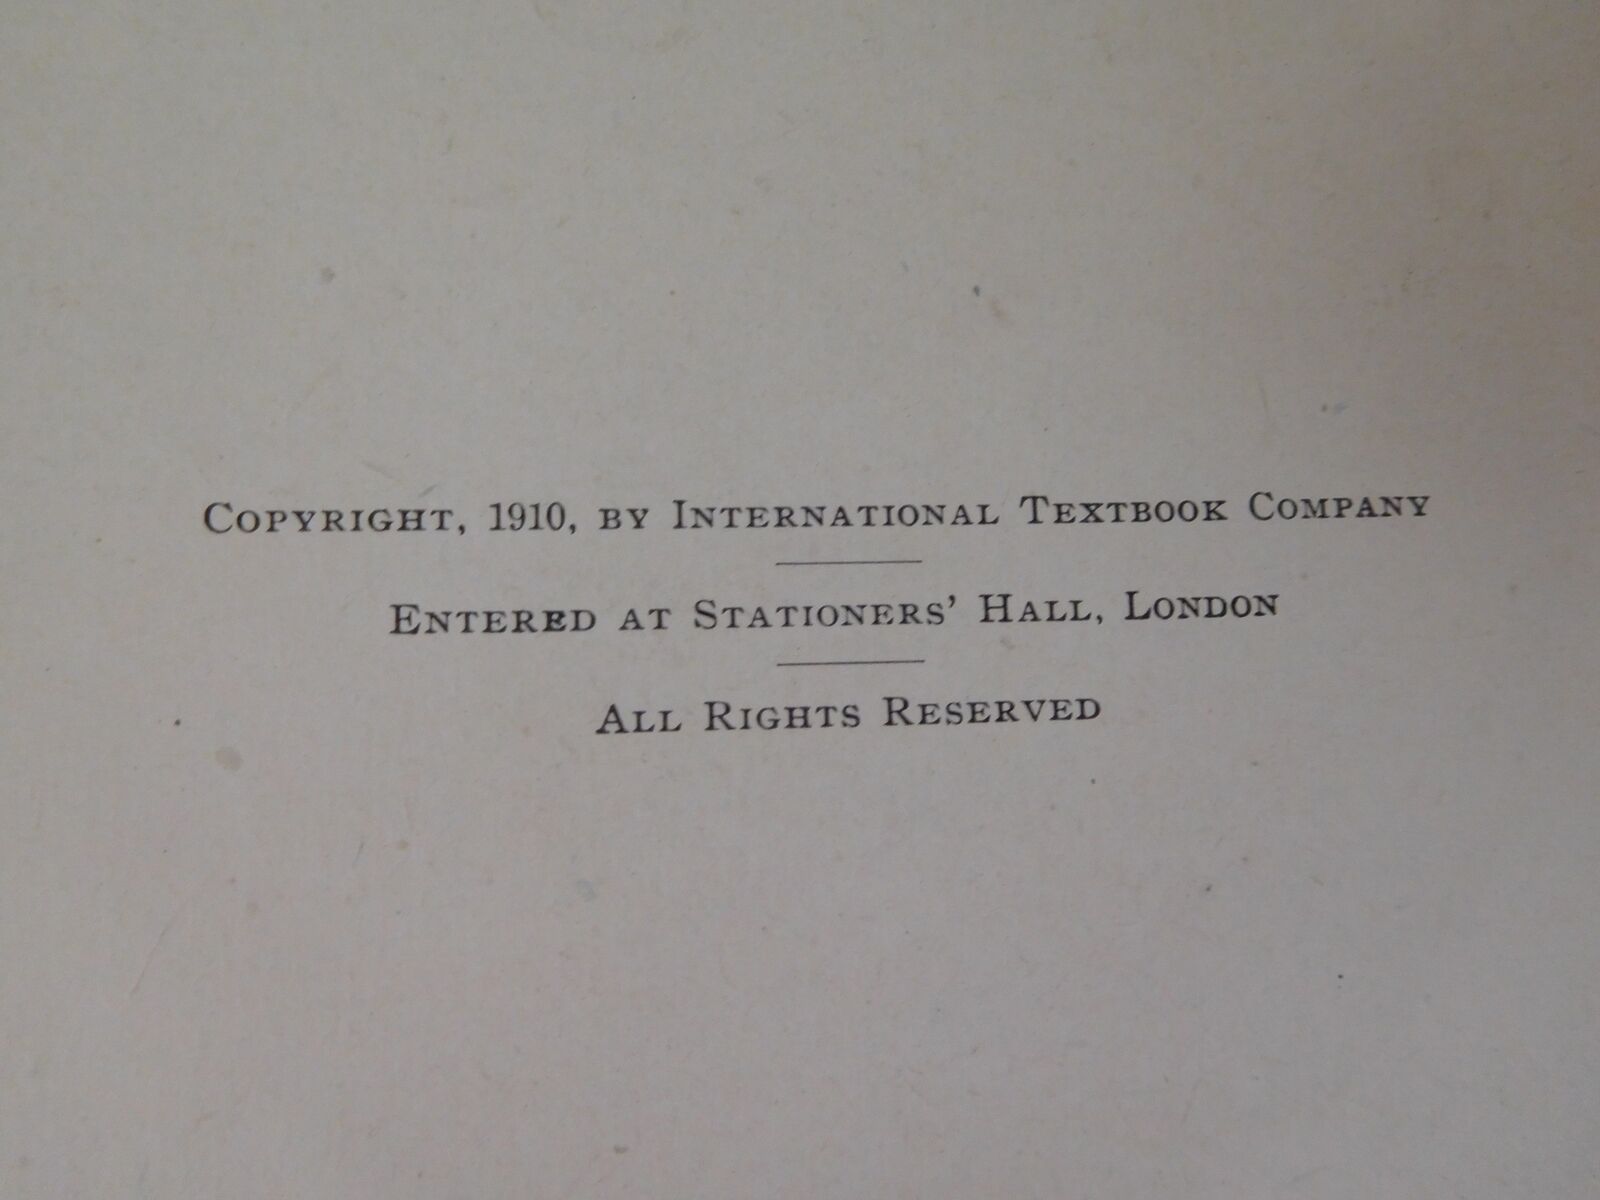 COPYRIGHT, 1910, BY INTERNATIONAL TEXTBOOK COMPANY
ENTERED AT STATIONERS' HALL, LONDON
ALL RIGHTS RESERVED